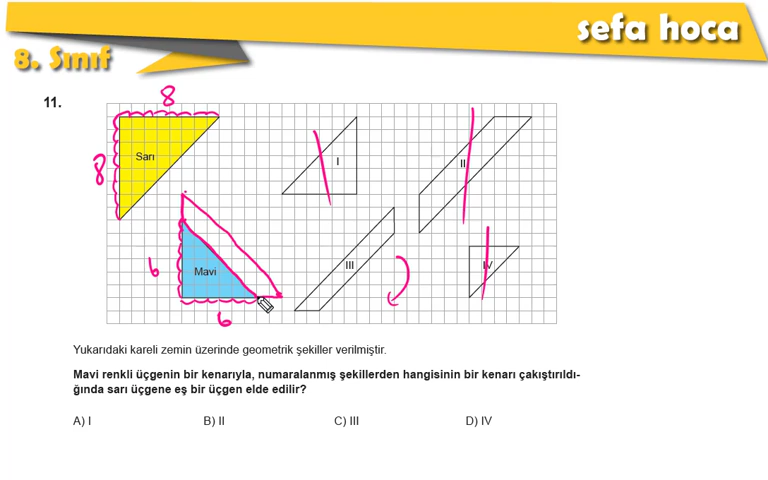 sefa hoca
8. Sınıf
8
11.
8
Sarı
I
II
6
Mavi
III
IV
6
Yukarıdaki kareli zemin üzerinde geometrik şekiller verilmiştir.
Mavi renkli üçgenin bir kenarıyla, numaralanmış şekillerden hangisinin bir kenarı çakıştırıldı-
ğında sarı üçgene eş bir üçgen elde edilir?
A) I B) II C) III D) IV